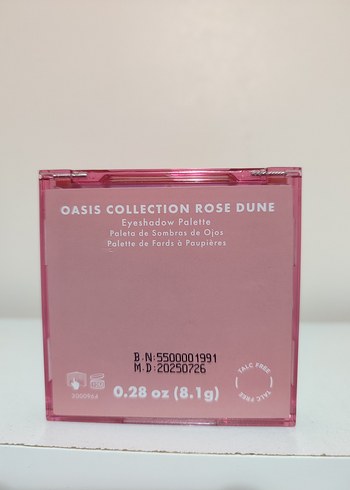 OASIS COLLECTION ROSE DUNE
Eyeshadow Palette
Paleta de Sombras de Ojos
Palette de Fards à Paupières
B.N:5500001991
M.D:20250726
TALC FREE
TALC FREE
0.28 oz (8.1g)